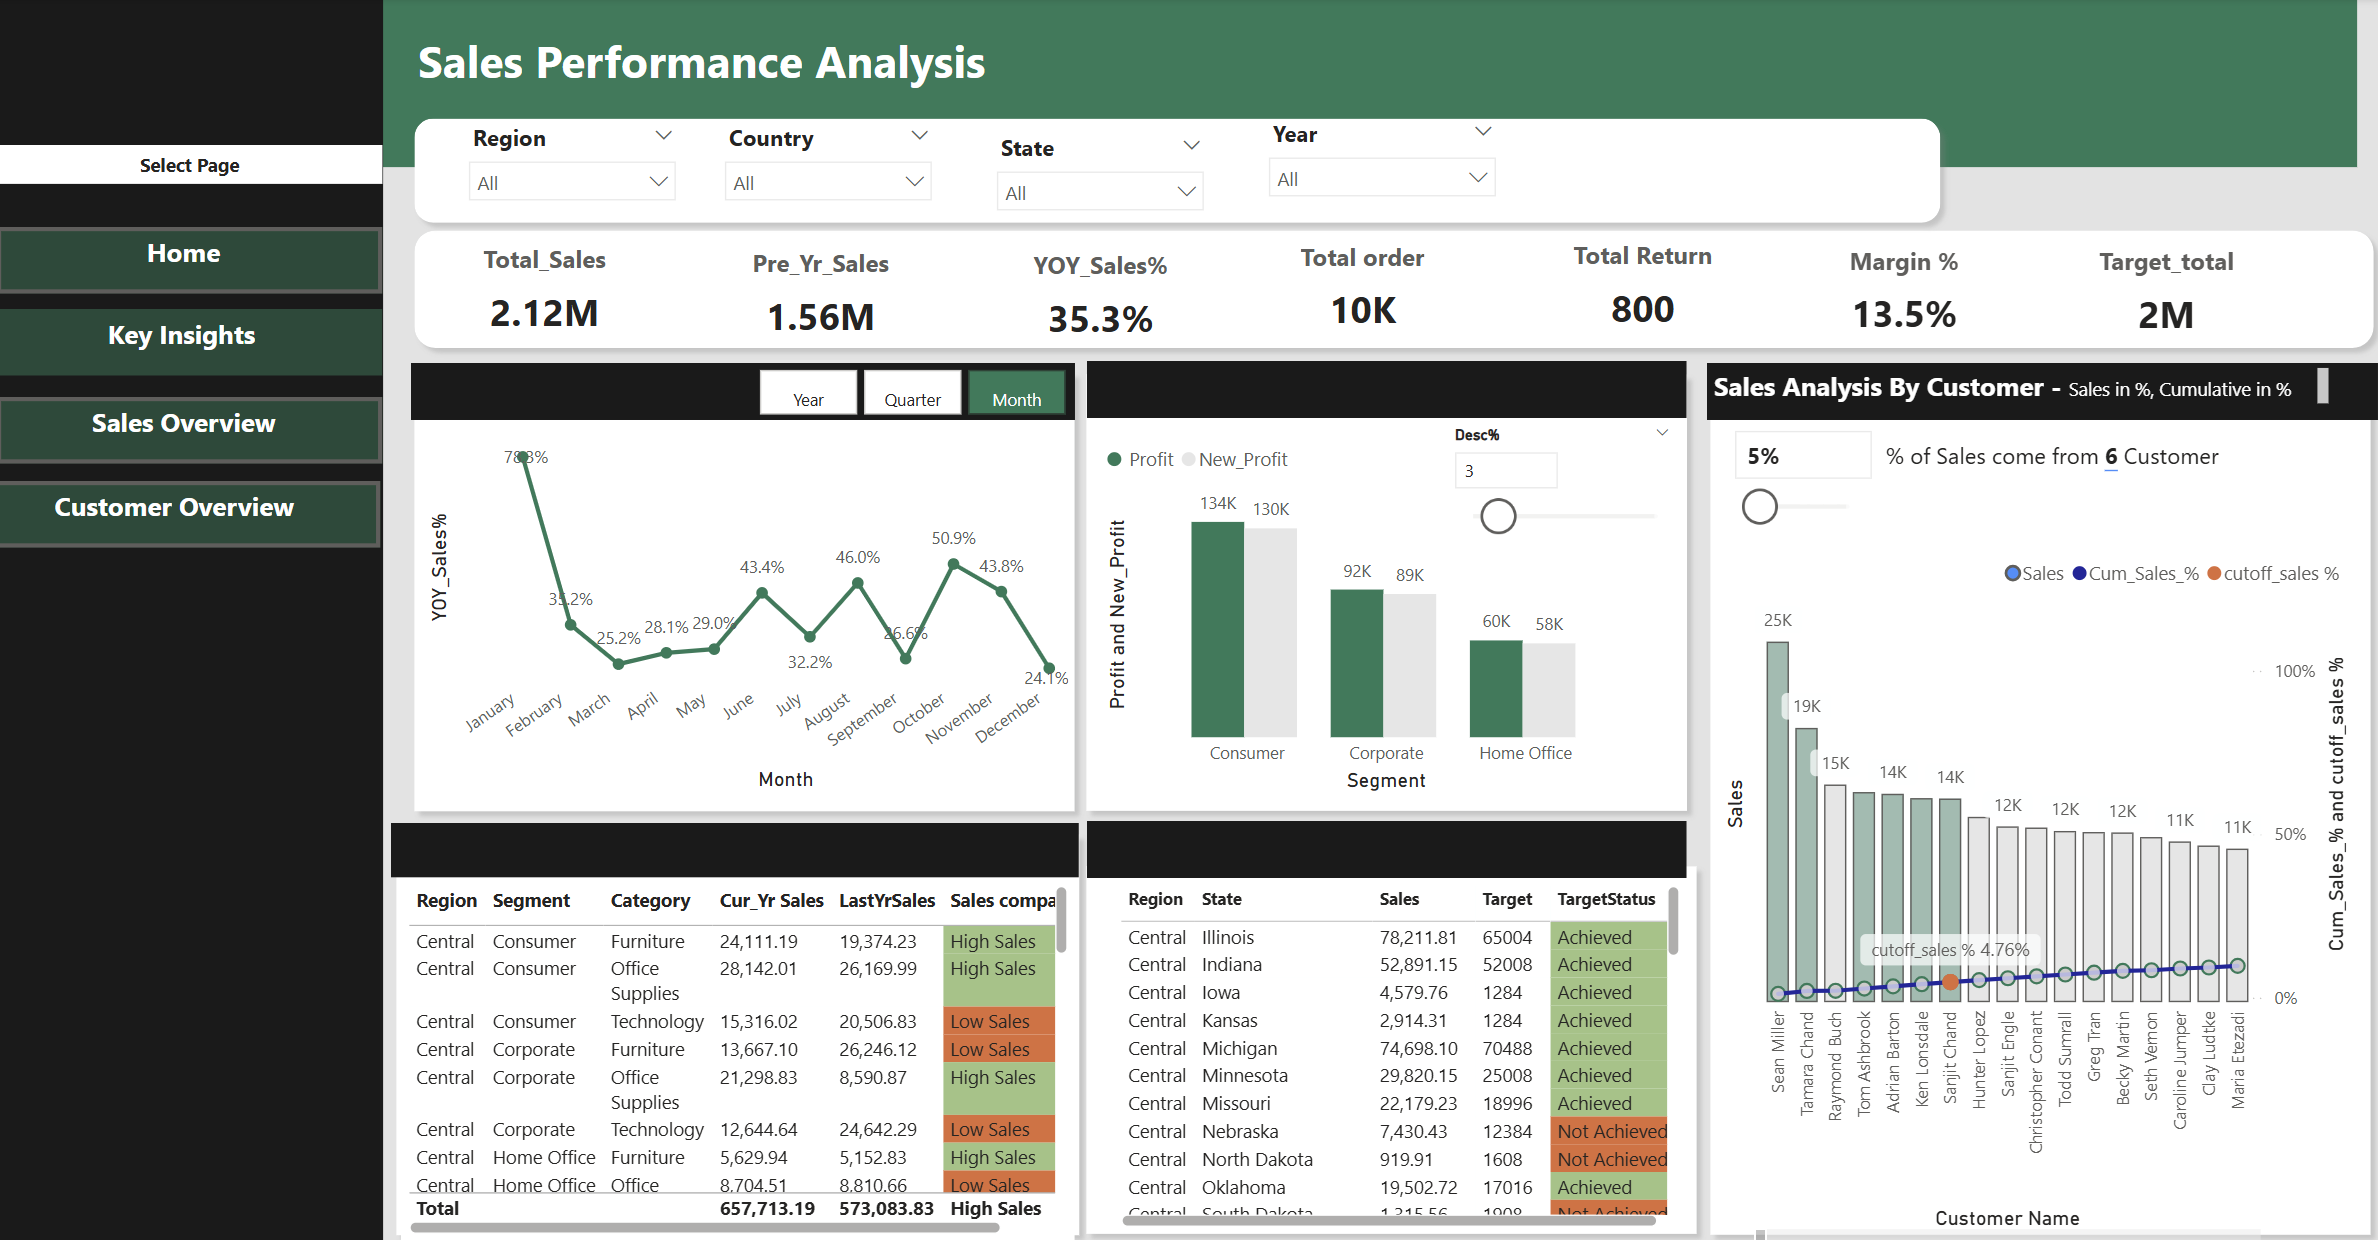 Sales Performance Analysis
Select Page
Home
Key Insights
Sales Overview
Customer Overview
Region
All
Country
All
State
All
Year
All
Total_Sales
2.12M
Pre_Yr_Sales
1.56M
YOY_Sales%
35.3%
Total order
10K
Total Return
800
Margin %
13.5%
Target_total
2M
Year Quarter Month
YOY_Sales%
78.3%
35.2%
25.2%
28.1%
29.0%
43.4%
32.2%
46.0%
26.6%
50.9%
43.8%
24.1%
January
February
March
April
May
June
July
August
September
October
November
December
Month
Desc%
3
Profit New_Profit
Profit and New_Profit
134K 130K
92K 89K
60K 58K
Consumer Corporate Home Office
Segment
Sales Analysis By Customer - Sales in %, Cumulative in %
5%
% of Sales come from 6 Customer
Sales Cum_Sales_% cutoff_sales %
Sales
25K
19K
15K
14K
14K
12K
12K
12K
11K
11K
cutoff_sales % 4.76%
100%
50%
0%
Cum_Sales_% and cutoff_sales %
Sean Miller
Tamara Chand
Raymond Buch
Tom Ashbrook
Adrian Barton
Ken Lonsdale
Sanjit Chand
Hunter Lopez
Sanjit Engle
Christopher Conant
Todd Sumrall
Greg Tran
Becky Martin
Seth Vernon
Caroline Jumper
Clay Ludtke
Maria Etezadi
Customer Name
Region Segment Category Cur_Yr Sales LastYrSales Sales compa
Central Consumer Furniture 24,111.19 19,374.23 High Sales
Central Consumer Office 28,142.01 26,169.99 High Sales
Supplies
Central Consumer Technology 15,316.02 20,506.83 Low Sales
Central Corporate Furniture 13,667.10 26,246.12 Low Sales
Central Corporate Office 21,298.83 8,590.87 High Sales
Supplies
Central Corporate Technology 12,644.64 24,642.29 Low Sales
Central Home Office Furniture 5,629.94 5,152.83 High Sales
Central Home Office Office 8,704.51 8,810.66 Low Sales
Total 657,713.19 573,083.83 High Sales
Region State Sales Target TargetStatus
Central Illinois 78,211.81 65004 Achieved
Central Indiana 52,891.15 52008 Achieved
Central Iowa 4,579.76 1284 Achieved
Central Kansas 2,914.31 1284 Achieved
Central Michigan 74,698.10 70488 Achieved
Central Minnesota 29,820.15 25008 Achieved
Central Missouri 22,179.23 18996 Achieved
Central Nebraska 7,430.43 12384 Not Achieved
Central North Dakota 919.91 1608 Not Achieved
Central Oklahoma 19,502.72 17016 Achieved
Central South Dakota 1,315.56 1908 Not Achieved